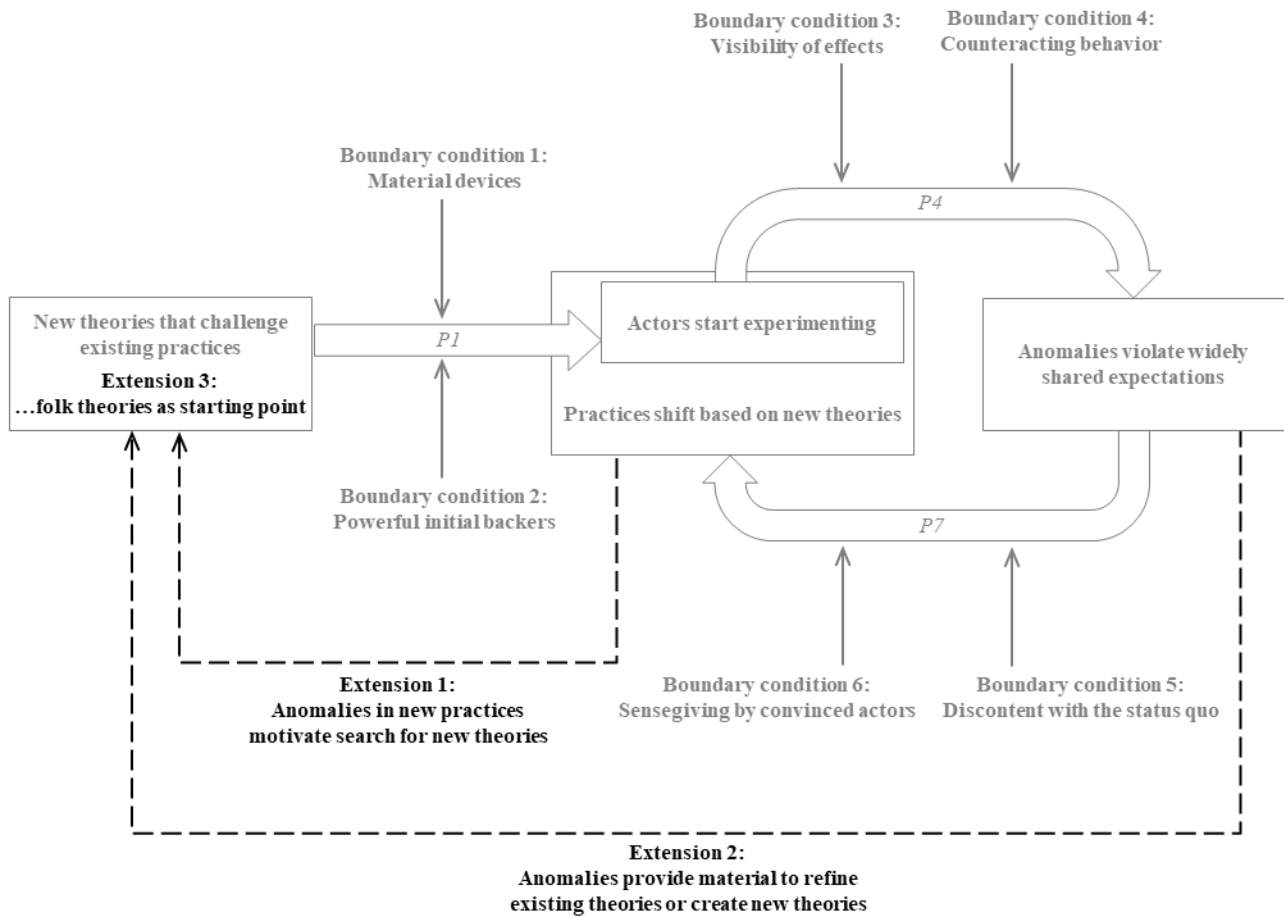 Boundary condition 3:
Visibility of effects
Boundary condition 4:
Counteracting behavior
Boundary condition 1:
Material devices
P4
New theories that challenge
existing practices
Extension 3:
…folk theories as starting point
P1
Actors start experimenting
Practices shift based on new theories
Anomalies violate widely
shared expectations
Boundary condition 2:
Powerful initial backers
P7
Extension 1:
Anomalies in new practices
motivate search for new theories
Boundary condition 6:
Sensegiving by convinced actors
Boundary condition 5:
Discontent with the status quo
Extension 2:
Anomalies provide material to refine
existing theories or create new theories